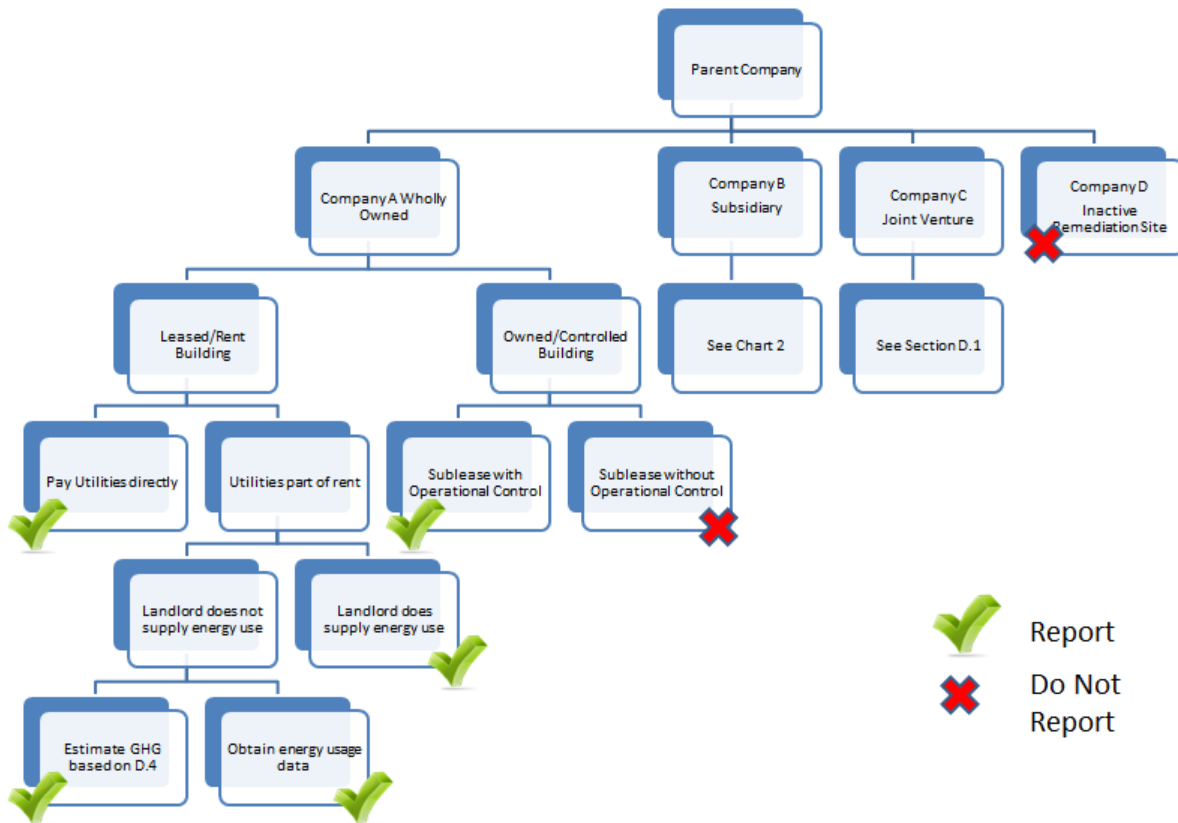 Parent Company
Company A Wholly
Owned
Company B
Subsidiary
Company C
Joint Venture
Company D
Inactive
Remediation Site
Leased/Rent
Building
Owned/Controlled
Building
See Chart 2
See Section D.1
Pay Utilities directly
Utilities part of rent
Sublease with
Operational Control
Sublease without
Operational Control
Landlord does not
supply energy use
Landlord does
supply energy use
Estimate GHG
based on D.4
Obtain energy usage
data
Report
Do Not
Report